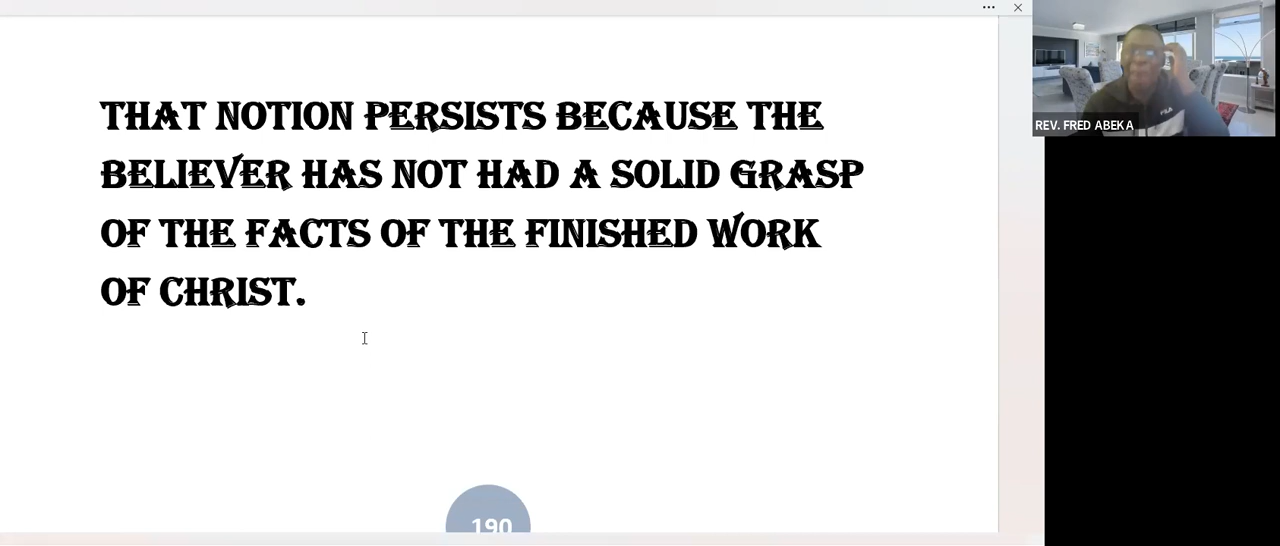 THAT NOTION PERSISTS BECAUSE THE
BELIEVER HAS NOT HAD A SOLID GRASP
OF THE FACTS OF THE FINISHED WORK
OF CHRIST.
190
FILA
REV. FRED ABEKA